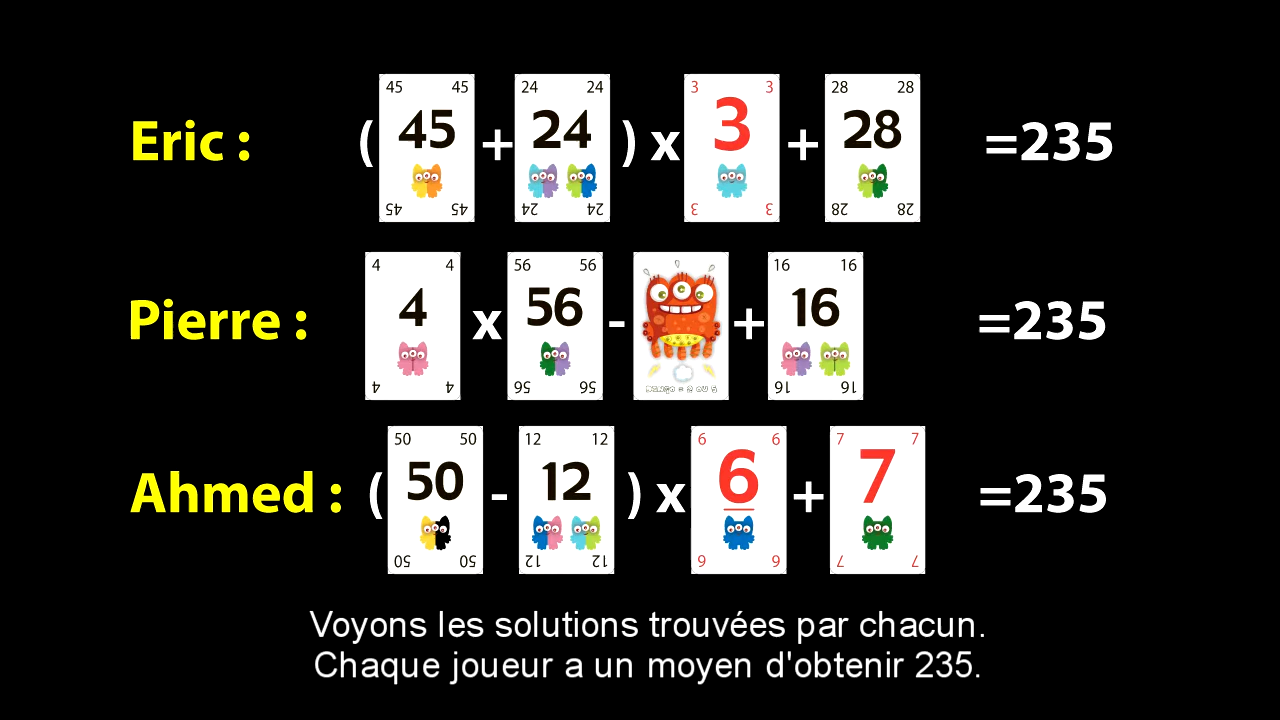 Eric : (45 + 24) x 3 + 28 =235
Pierre : 4 x 56 - + 16 =235
Ahmed : (50 - 12) x 6 + 7 =235
Voyons les solutions trouvées par chacun.
Chaque joueur a un moyen d'obtenir 235.